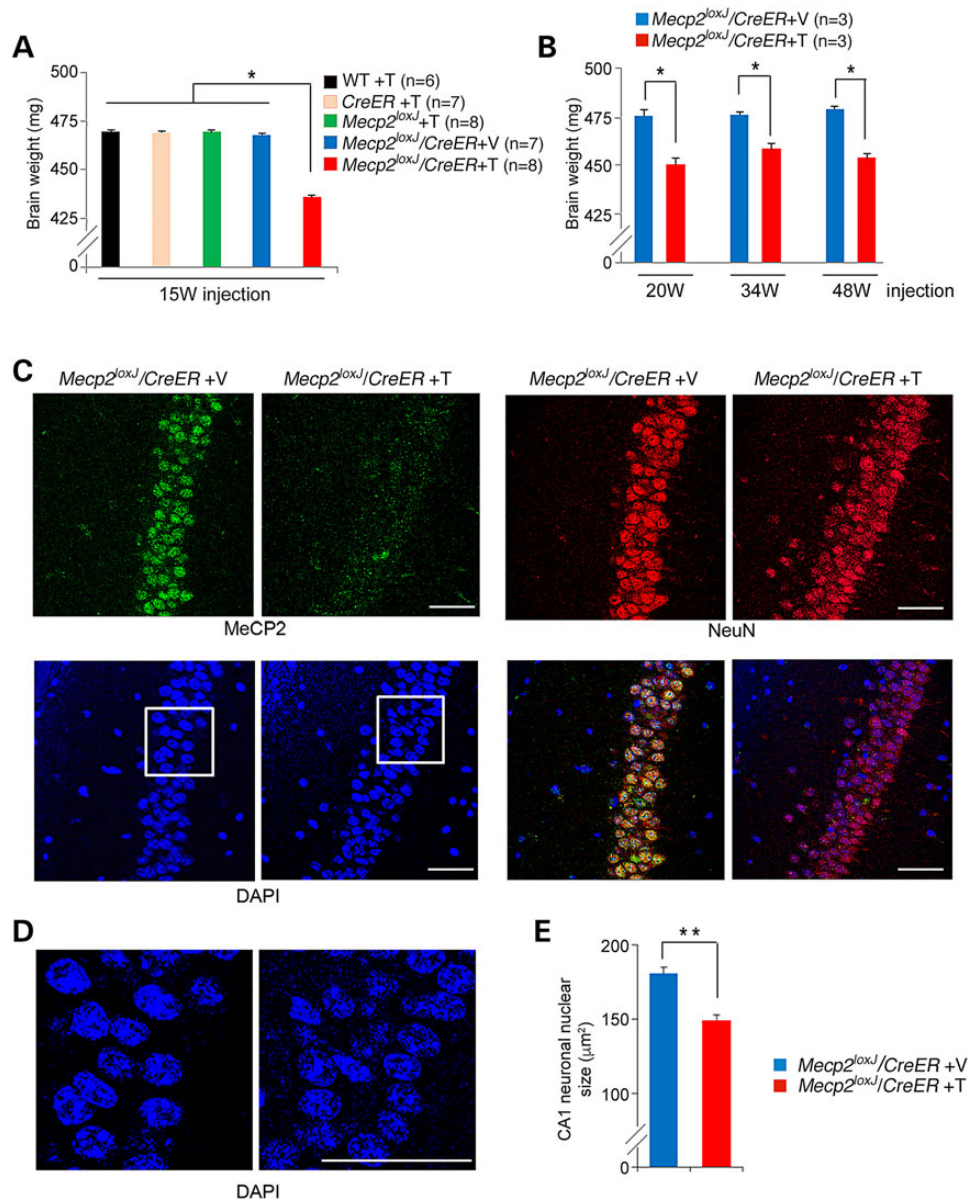 A
Brain weight (mg)
500
475
450
425
0
*
WT +T (n=6)
CreER +T (n=7)
Mecp2loxJ+T (n=8)
Mecp2loxJ/CreER+V (n=7)
Mecp2loxJ/CreER+T (n=8)
15W injection
B
Mecp2loxJ/CreER+V (n=3)
Mecp2loxJ/CreER+T (n=3)
Brain weight (mg)
500
475
450
425
0
*
*
*
20W
34W
48W
injection
C
Mecp2loxJ/CreER +V
Mecp2loxJ/CreER +T
Mecp2loxJ/CreER +V
Mecp2loxJ/CreER +T
MeCP2
NeuN
DAPI
D
DAPI
E
CA1 neuronal nuclear
size (μm²)
200
150
100
0
**
Mecp2loxJ/CreER +V
Mecp2loxJ/CreER +T